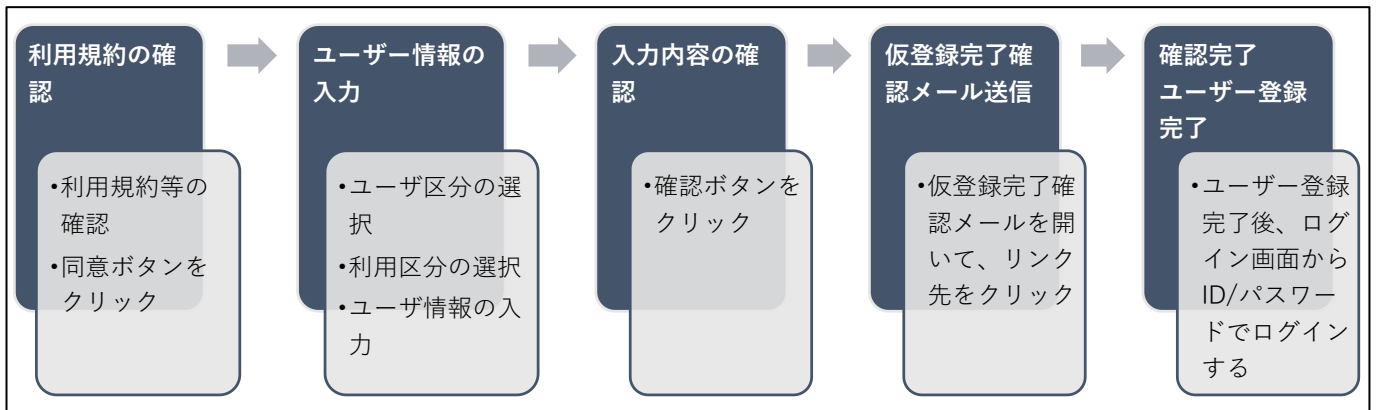 利用規約の確
認
・利用規約等の
確認
・同意ボタンを
クリック
ユーザー情報の
入力
・ユーザ区分の選
択
・利用区分の選択
・ユーザ情報の入
力
入力内容の確
認
・確認ボタンを
クリック
仮登録完了確
認メール送信
・仮登録完了確
認メールを開
いて、リンク
先をクリック
確認完了
ユーザー登録
完了
・ユーザー登録
完了後、ログ
イン画面から
ID/パスワー
ドでログイン
する